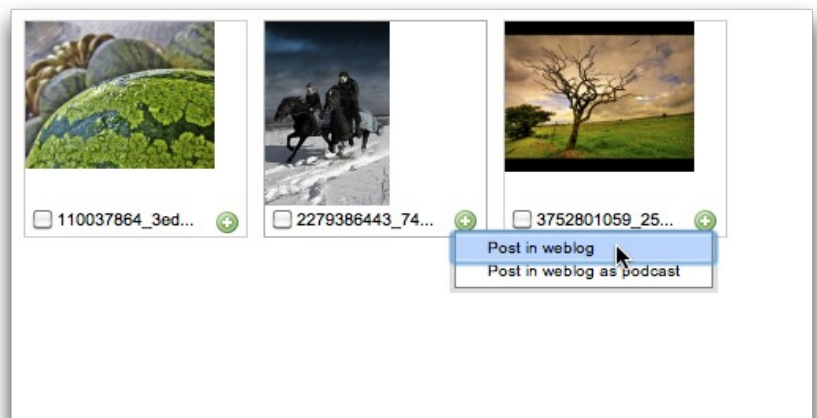 110037864_3ed...
2279386443_74...
3752801059_25...
Post in weblog
Post in weblog as podcast